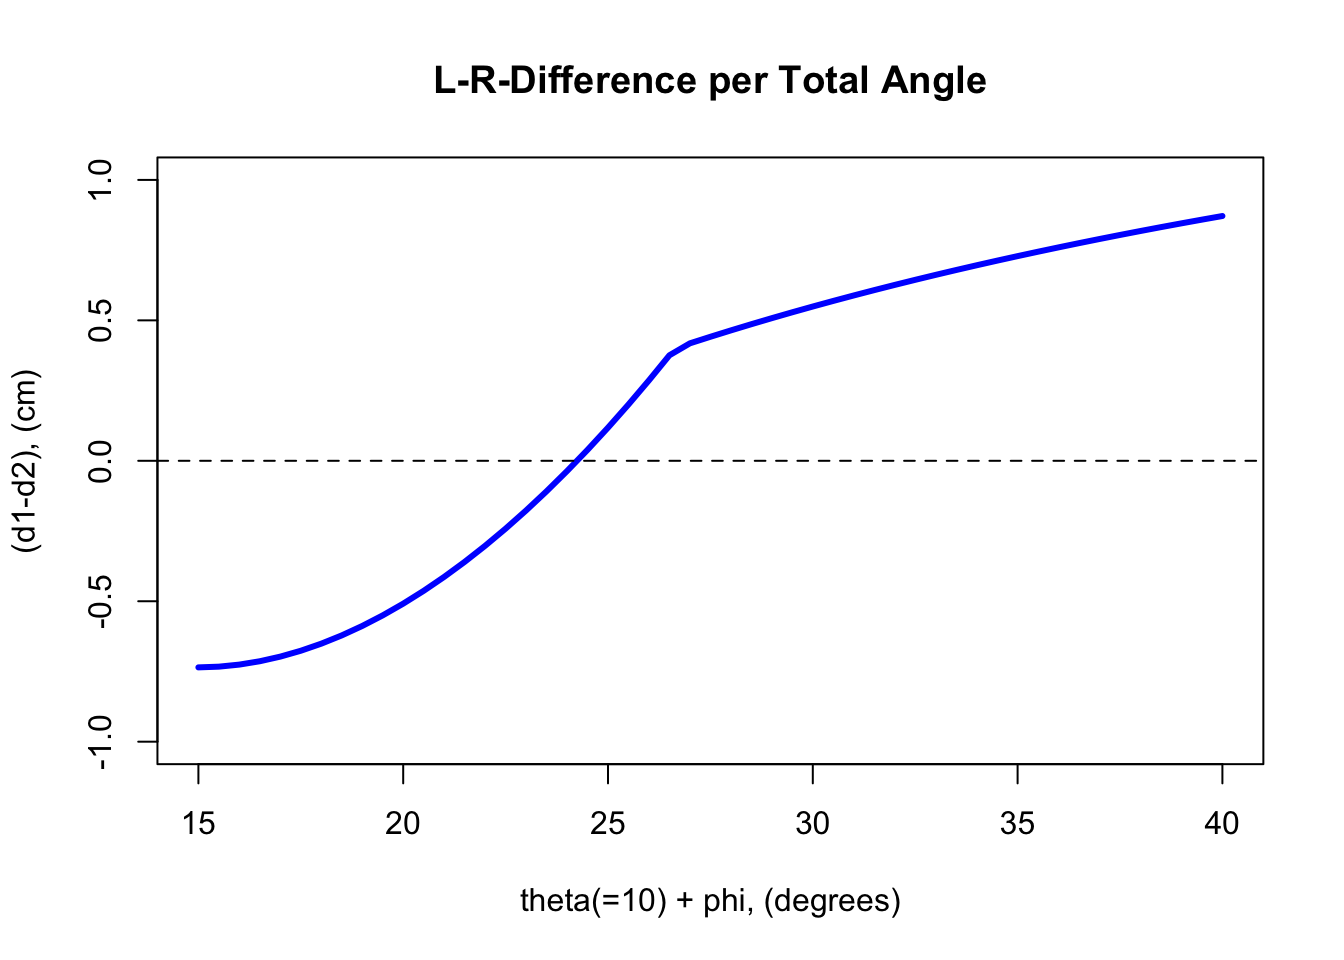 L-R-Difference per Total Angle
(d1-d2), (cm)
1.0
0.5
0.0
-0.5
-1.0
15 20 25 30 35 40
theta(=10) + phi, (degrees)